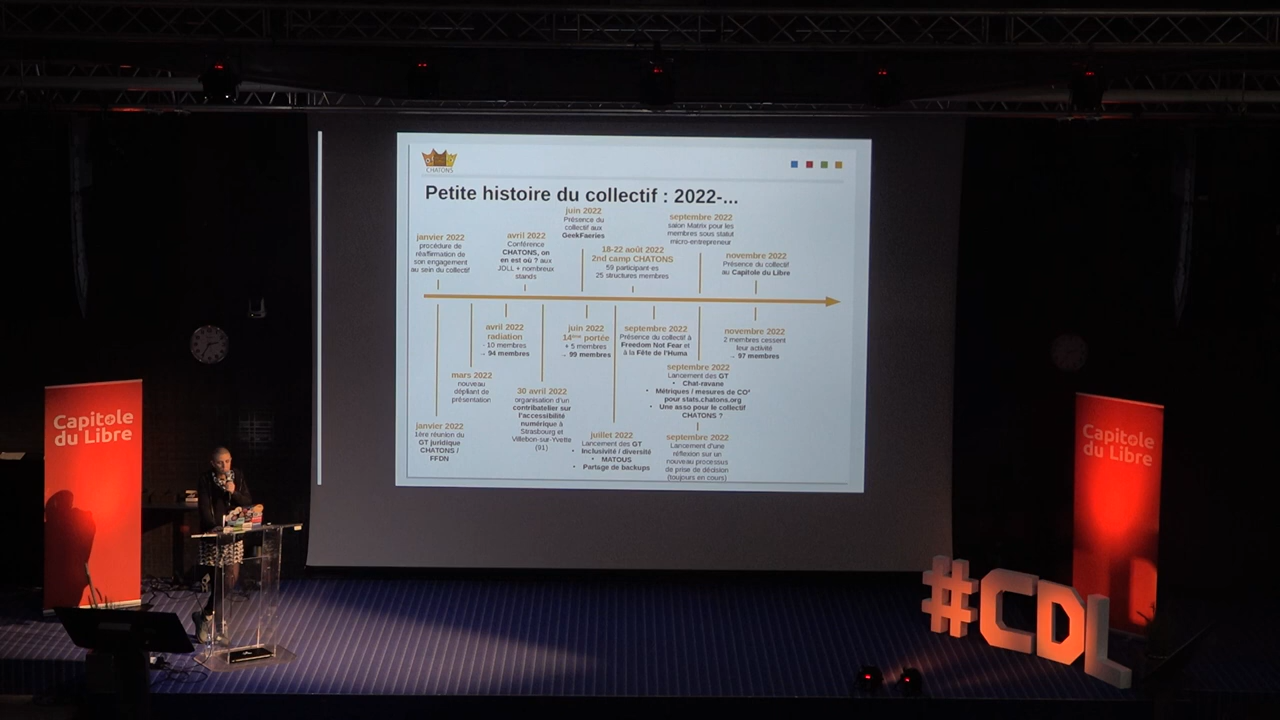 CHATONS
Petite histoire du collectif : 2022-...
janvier 2022
procédure de
réaffirmation de
son engagement
au sein du collectif
avril 2022
Conférence
CHATONS, on
en est où ? aux
JDLL + nombreux
stands
juin 2022
Présence du
collectif aux
GeekFaeries
18-22 août 2022
2nd camp CHATONS
59 participant·es
25 structures membres
septembre 2022
salon Matrix pour les
membres sous statut
micro-entrepreneur
novembre 2022
Présence du collectif
au Capitole du Libre
janvier 2022
1ère réunion du
GT juridique
CHATONS /
FFDN
mars 2022
nouveau
dépliant de
présentation
avril 2022
radiation
- 10 membres
→ 94 membres
30 avril 2022
organisation d'un
contribatelier sur
l'accessibilité
numérique à
Strasbourg et
Villebon-sur-Yvette
(91)
juin 2022
14ème portée
+ 5 membres
→ 99 membres
juillet 2022
Lancement des GT
• Inclusivité / diversité
• MATOUS
• Partage de backups
septembre 2022
Présence du collectif à
Freedom Not Fear et
à la Fête de l'Huma
septembre 2022
Lancement des GT
• Chat-ravane
• Métriques / mesures de CO²
pour stats.chatons.org
• Une asso pour le collectif
CHATONS ?
septembre 2022
Lancement d'une
réflexion sur un
nouveau processus
de prise de décision
(toujours en cours)
novembre 2022
2 membres cessent
leur activité
→ 97 membres
Capitole
du Libre
Capitole
du Libre
#CDL